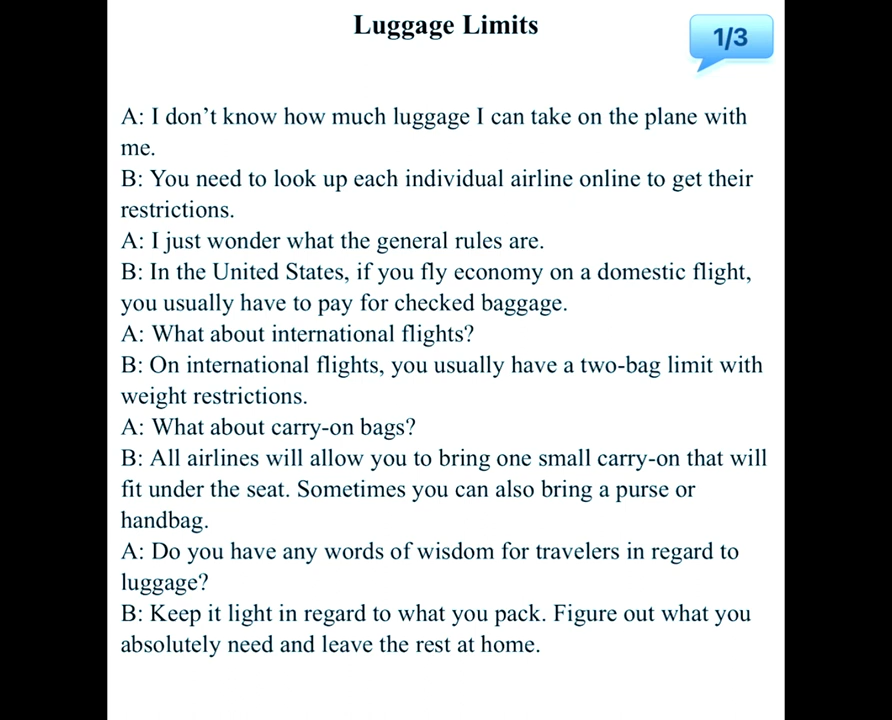 Luggage Limits
1/3
A: I don’t know how much luggage I can take on the plane with
me.
B: You need to look up each individual airline online to get their
restrictions.
A: I just wonder what the general rules are.
B: In the United States, if you fly economy on a domestic flight,
you usually have to pay for checked baggage.
A: What about international flights?
B: On international flights, you usually have a two-bag limit with
weight restrictions.
A: What about carry-on bags?
B: All airlines will allow you to bring one small carry-on that will
fit under the seat. Sometimes you can also bring a purse or
handbag.
A: Do you have any words of wisdom for travelers in regard to
luggage?
B: Keep it light in regard to what you pack. Figure out what you
absolutely need and leave the rest at home.